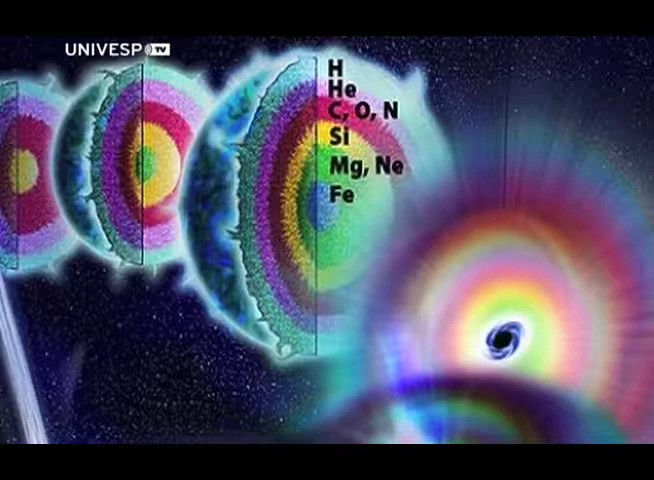 UNIVESP TV
H
He
C, O, N
Si
Mg, Ne
Fe